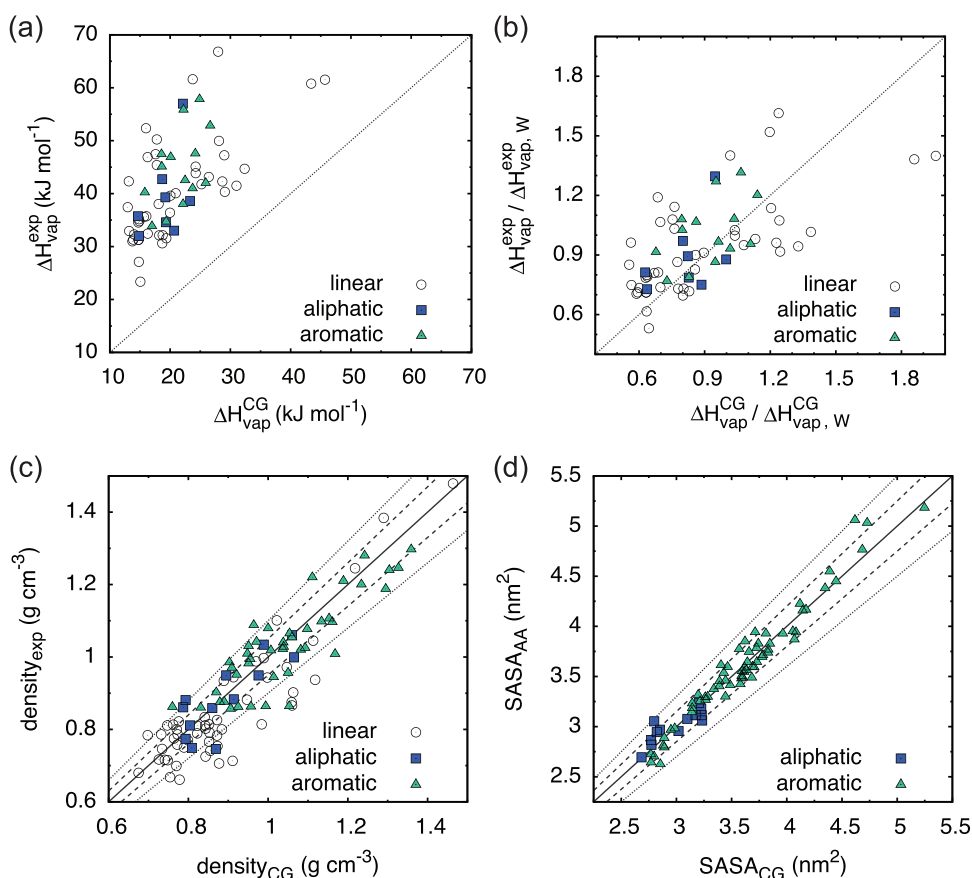 (a)
70
60
50
40
30
20
10
ΔH^exp_vap (kJ mol⁻¹)
linear
aliphatic
aromatic
10 20 30 40 50 60 70
ΔH^CG_vap (kJ mol⁻¹)
(b)
1.8
1.5
1.2
0.9
0.6
ΔH^exp_vap / ΔH^exp_vap, W
linear
aliphatic
aromatic
0.6 0.9 1.2 1.5 1.8
ΔH^CG_vap / ΔH^CG_vap, W
(c)
1.4
1.2
1
0.8
0.6
density_exp (g cm⁻³)
linear
aliphatic
aromatic
0.6 0.8 1 1.2 1.4
density_CG (g cm⁻³)
(d)
5.5
5
4.5
4
3.5
3
2.5
SASA_AA (nm²)
aliphatic
aromatic
2.5 3 3.5 4 4.5 5 5.5
SASA_CG (nm²)